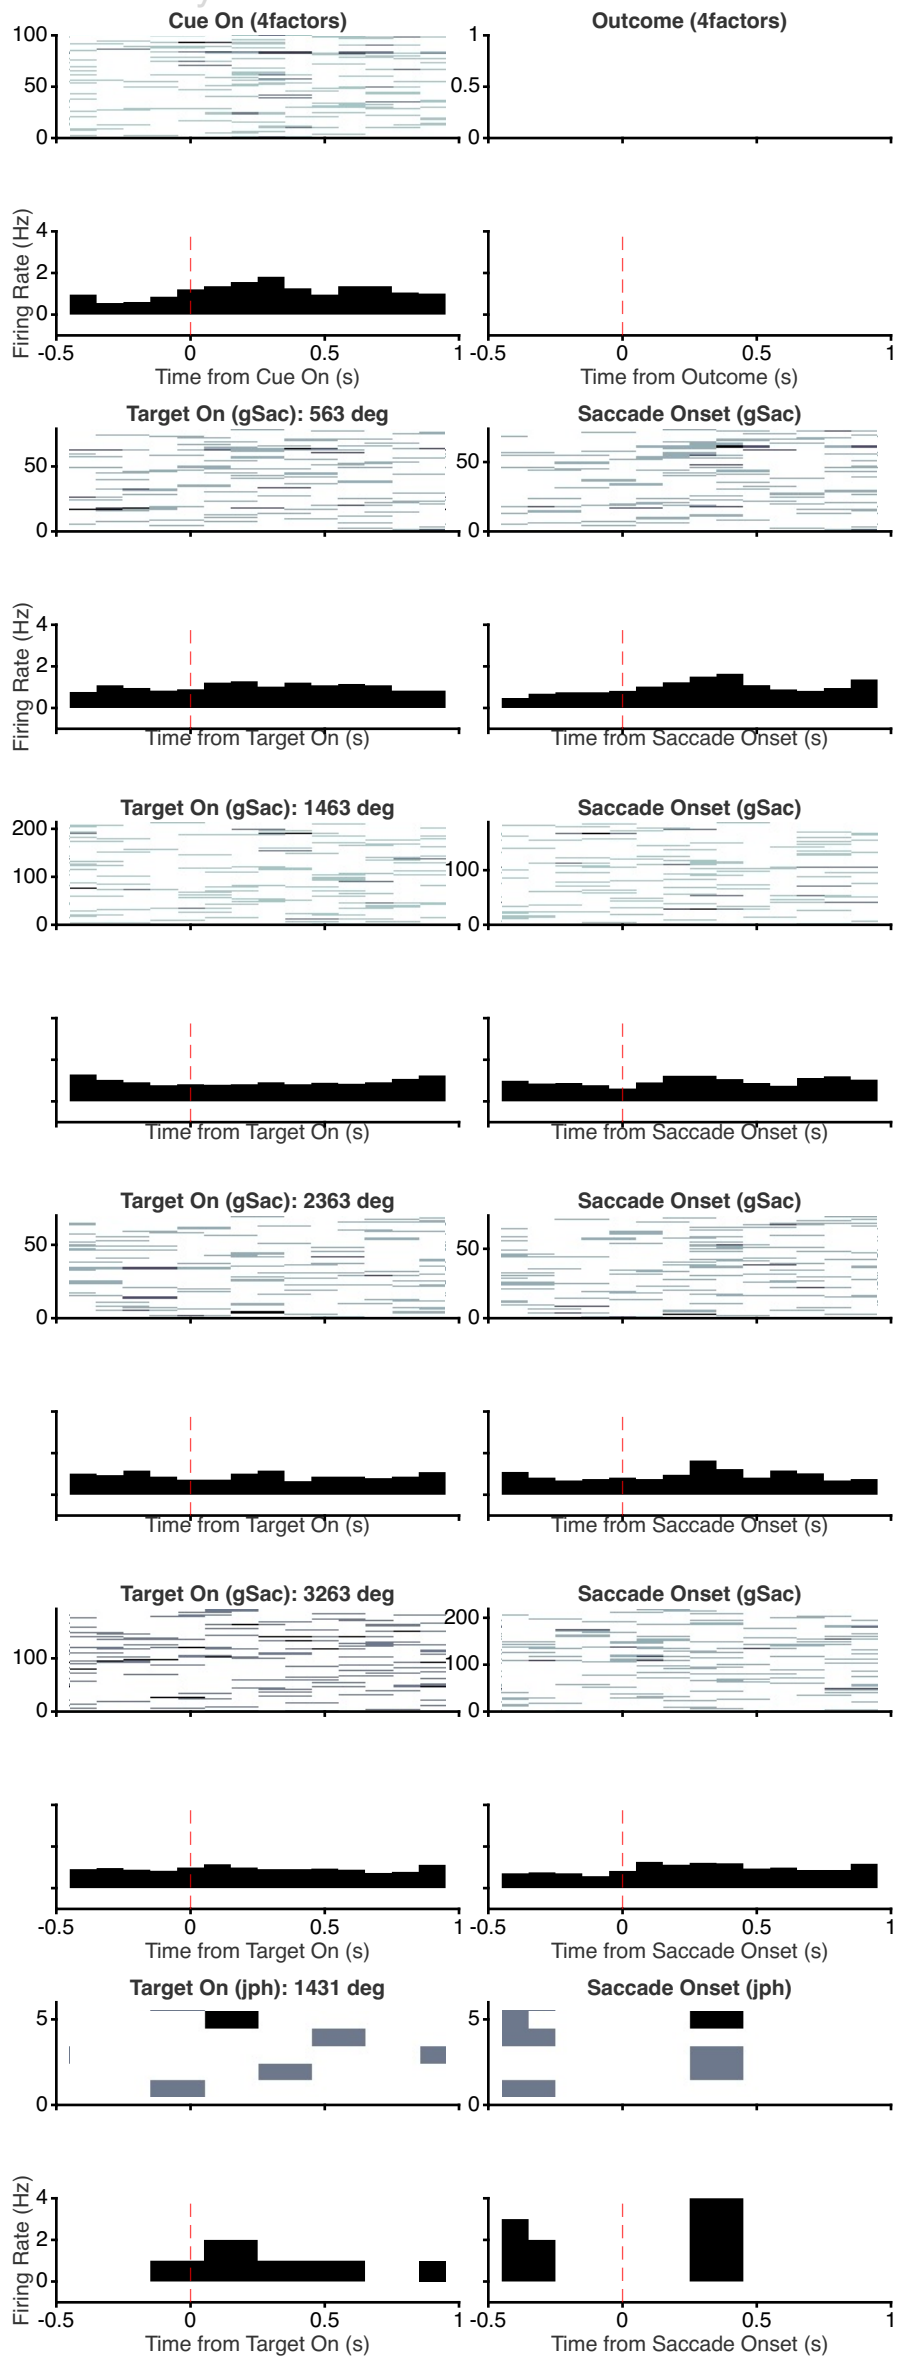 Cue On (4factors)
Outcome (4factors)
100
50
0
1
0.5
0
Firing Rate (Hz)
4
2
0
-0.5 0 0.5 1
-0.5 0 0.5 1
Time from Cue On (s)
Time from Outcome (s)
Target On (gSac): 563 deg
Saccade Onset (gSac)
50
0
50
0
Firing Rate (Hz)
4
2
0
Time from Target On (s)
Time from Saccade Onset (s)
Target On (gSac): 1463 deg
Saccade Onset (gSac)
200
100
0
100
0
Time from Target On (s)
Time from Saccade Onset (s)
Target On (gSac): 2363 deg
Saccade Onset (gSac)
50
0
50
0
Time from Target On (s)
Time from Saccade Onset (s)
Target On (gSac): 3263 deg
Saccade Onset (gSac)
100
0
200
100
0
-0.5 0 0.5 1
-0.5 0 0.5 1
Time from Target On (s)
Time from Saccade Onset (s)
Target On (jph): 1431 deg
Saccade Onset (jph)
5
0
5
0
Firing Rate (Hz)
4
2
0
-0.5 0 0.5 1
-0.5 0 0.5 1
Time from Target On (s)
Time from Saccade Onset (s)